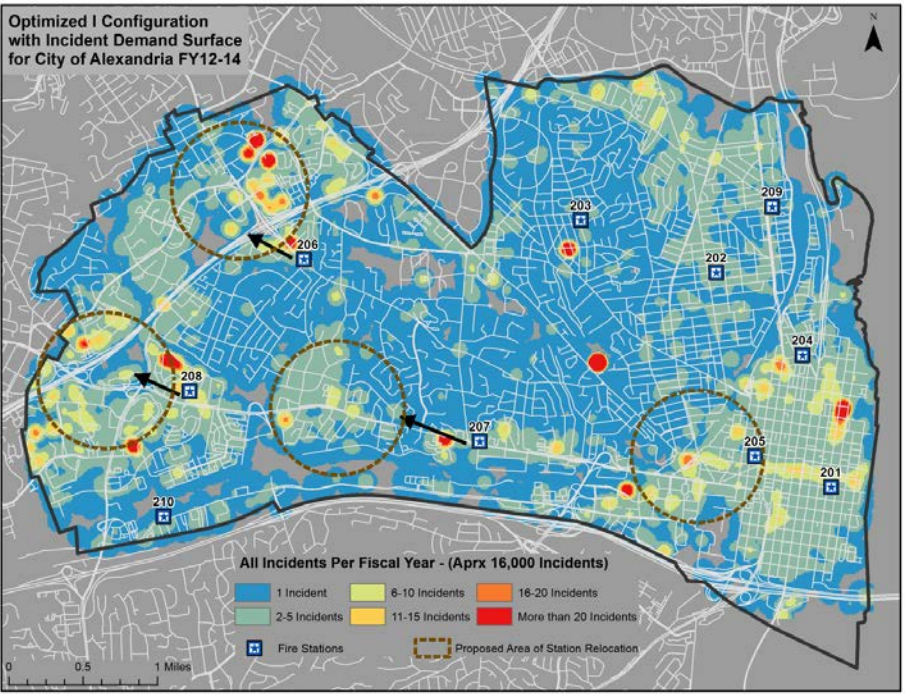 Optimized I Configuration
with Incident Demand Surface
for City of Alexandria FY12-14
N
209
203
206
202
204
208
207
205
201
210
All Incidents Per Fiscal Year - (Aprx 16,000 Incidents)
1 Incident
6-10 Incidents
16-20 Incidents
2-5 Incidents
11-15 Incidents
More than 20 Incidents
Fire Stations
Proposed Area of Station Relocation
0 0.5 1 Miles